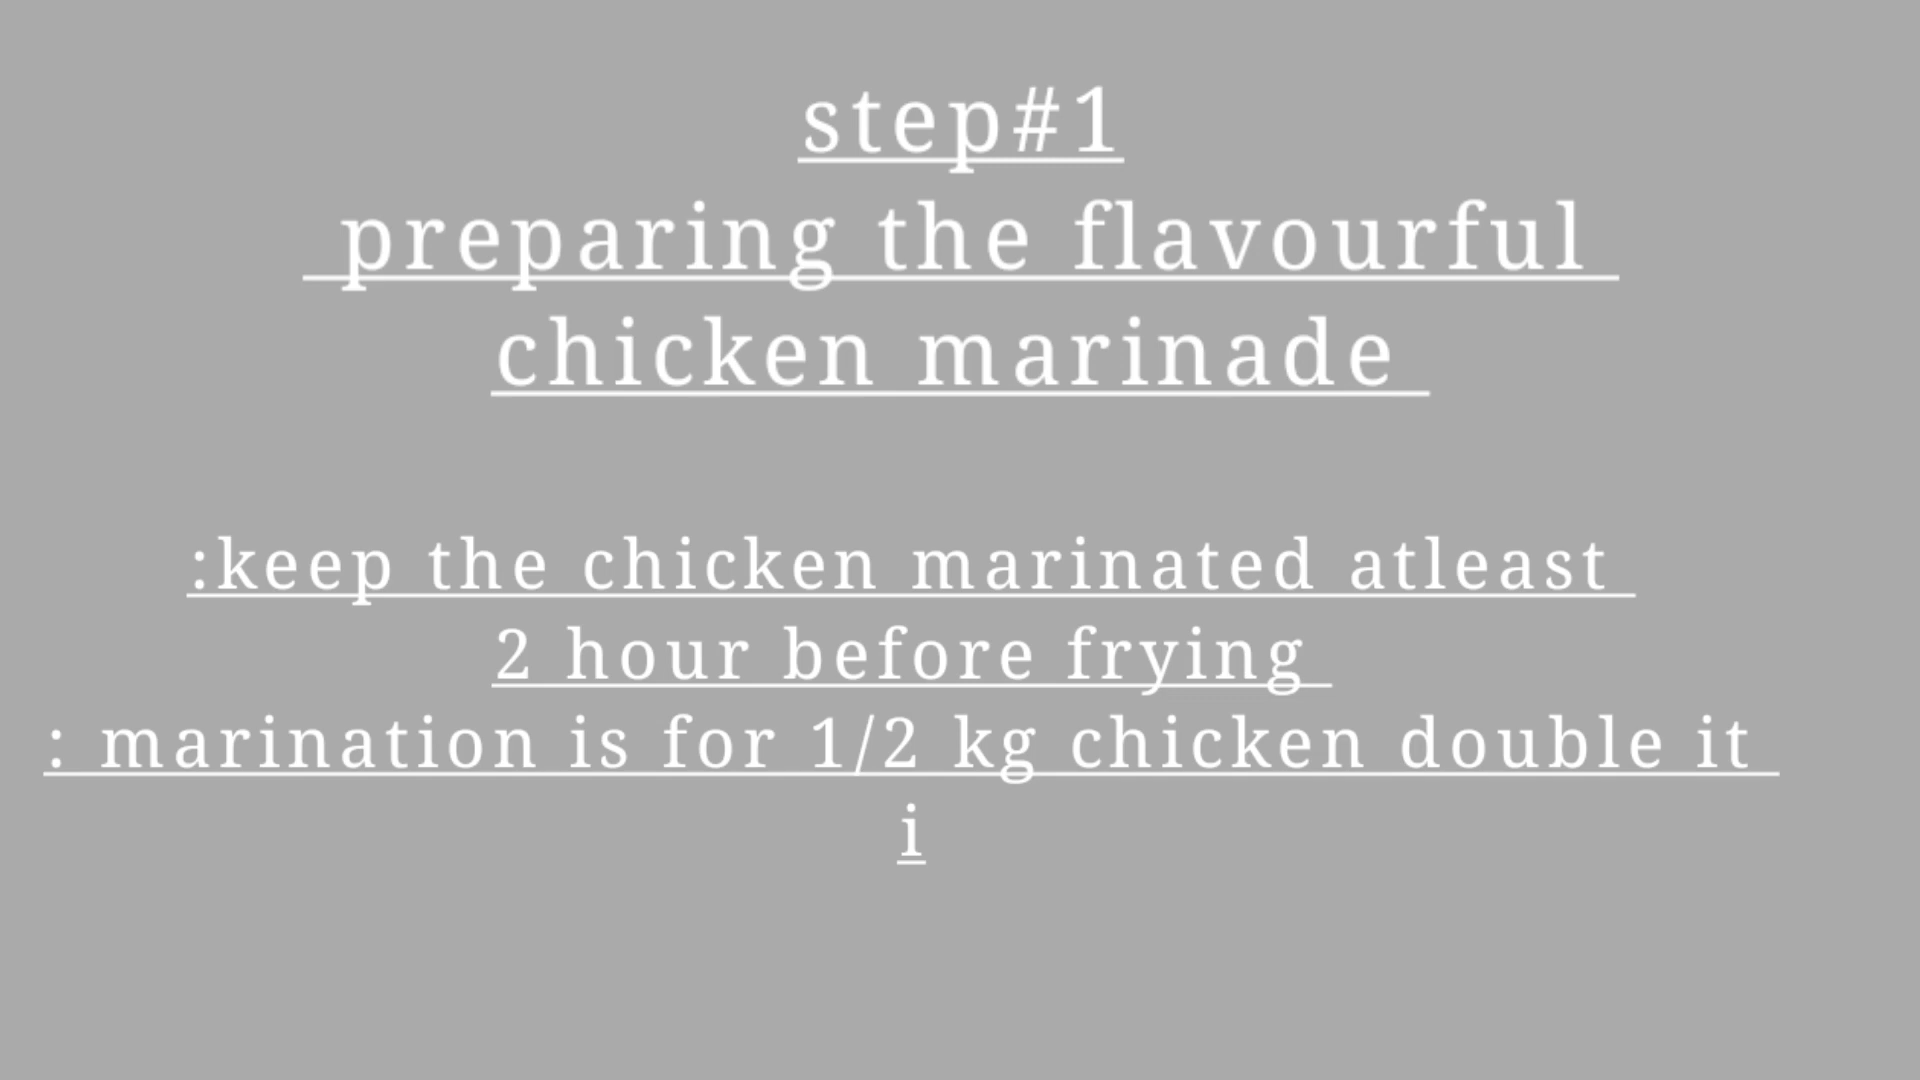 step#1
preparing the flavourful
chicken marinade
:keep the chicken marinated atleast
2 hour before frying
: marination is for 1/2 kg chicken double it
i